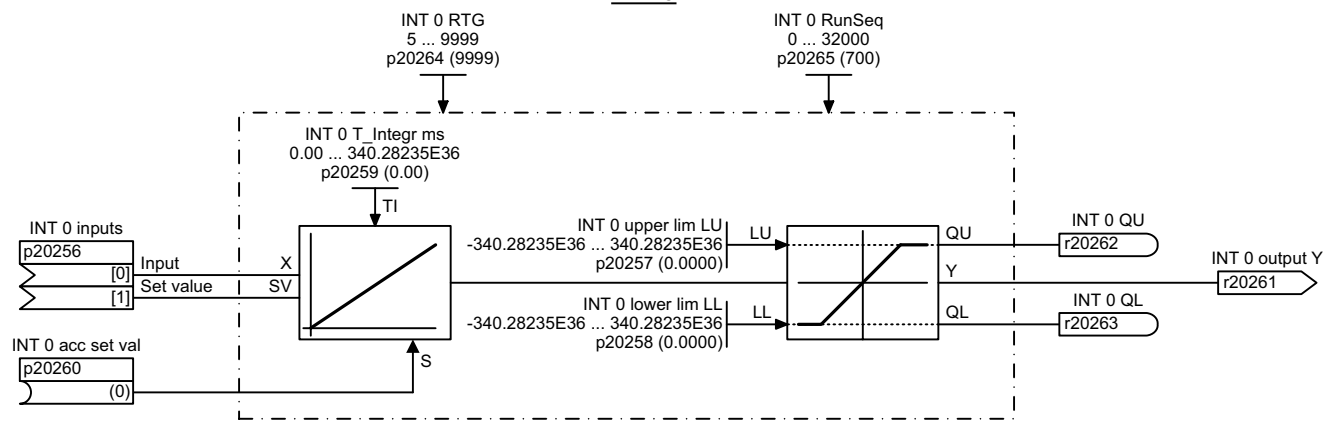 INT 0 RTG
5 ... 9999
p20264 (9999)
INT 0 RunSeq
0 ... 32000
p20265 (700)
INT 0 T_Integr ms
0.00 ... 340.28235E36
p20259 (0.00)
TI
INT 0 inputs
p20256
[0]
Input
X
[1]
Set value
SV
INT 0 upper lim LU
-340.28235E36 ... 340.28235E36
p20257 (0.0000)
LU
INT 0 lower lim LL
-340.28235E36 ... 340.28235E36
p20258 (0.0000)
LL
QU
Y
QL
INT 0 QU
r20262
INT 0 output Y
r20261
INT 0 QL
r20263
INT 0 acc set val
p20260
(0)
S